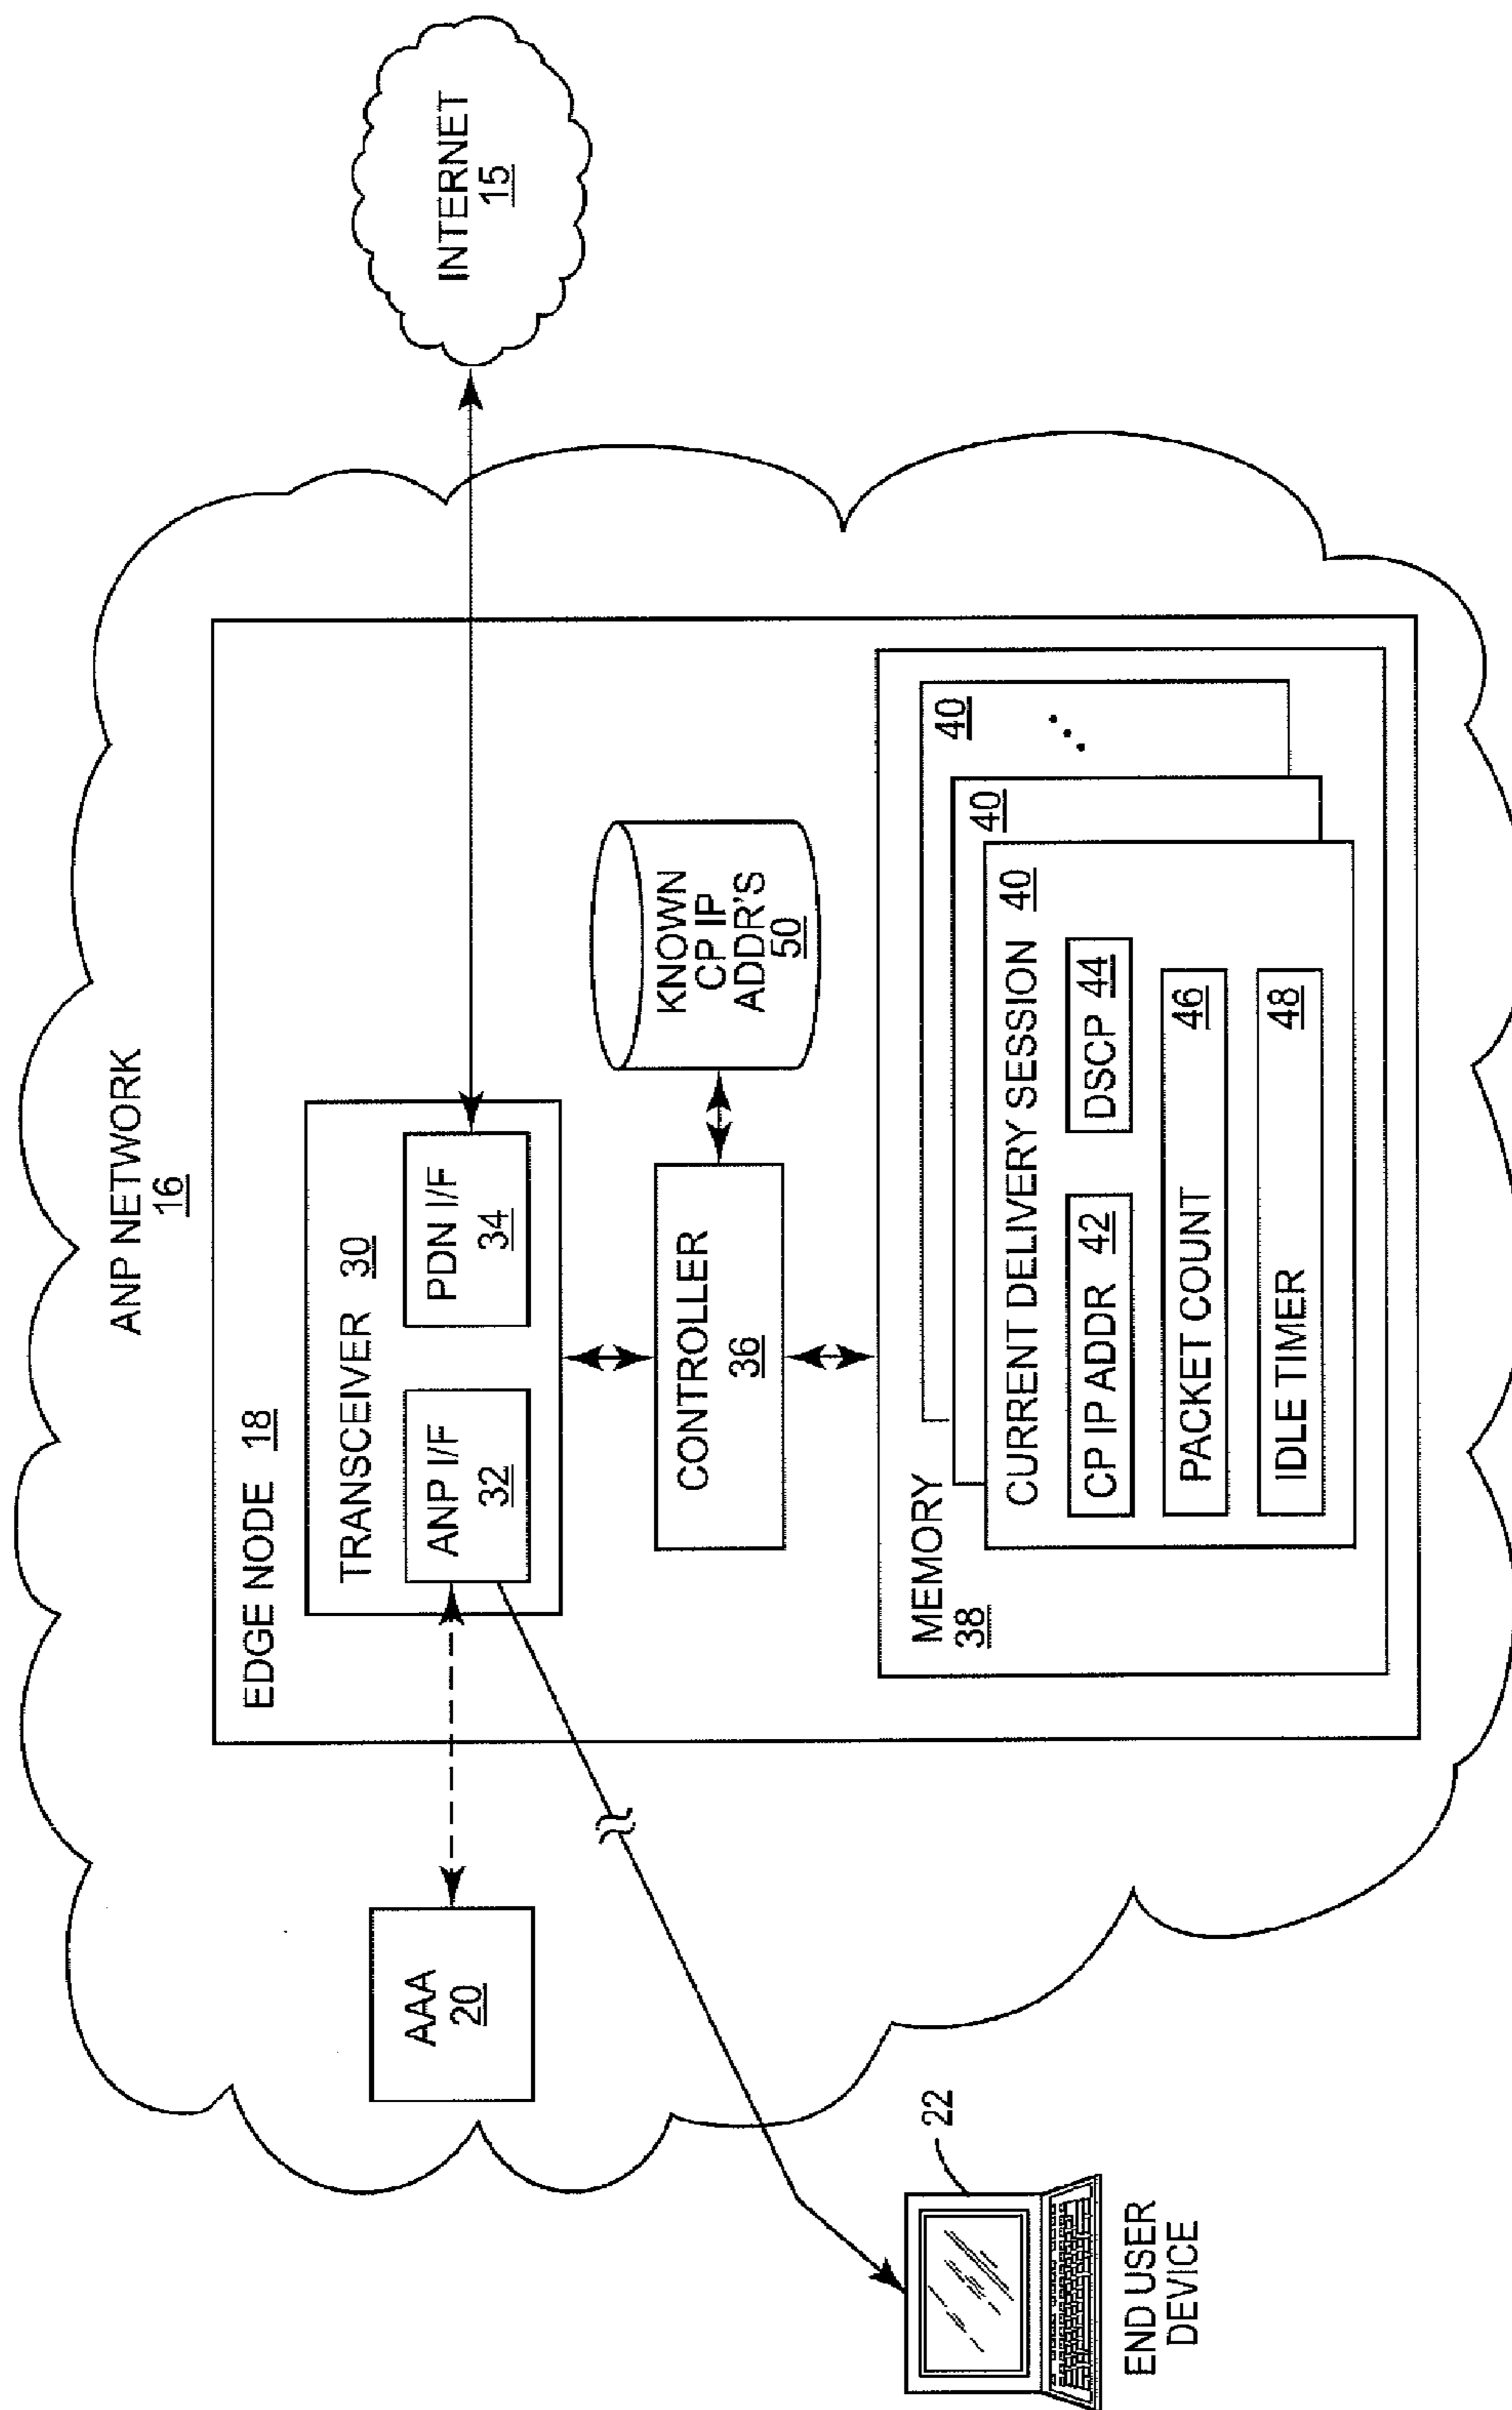 ANP NETWORK
16
INTERNET
15
EDGE NODE 18
TRANSCEIVER 30
ANP I/F
32
PDN I/F
34
AAA
20
CONTROLLER
36
KNOWN
CP IP
ADDR'S
50
MEMORY
38
40
40
CURRENT DELIVERY SESSION 40
CP IP ADDR 42
DSCP 44
PACKET COUNT 46
IDLE TIMER 48
22
END USER
DEVICE